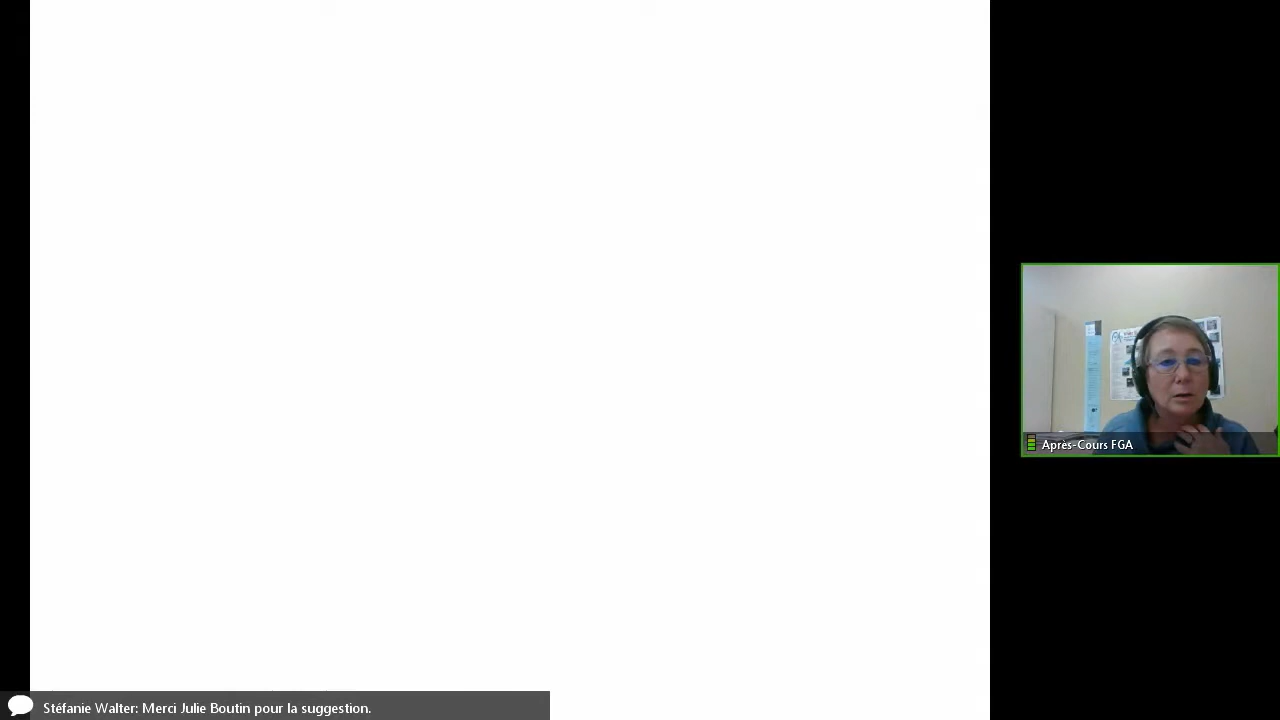 Après-Cours FGA
Stéfanie Walter: Merci Julie Boutin pour la suggestion.